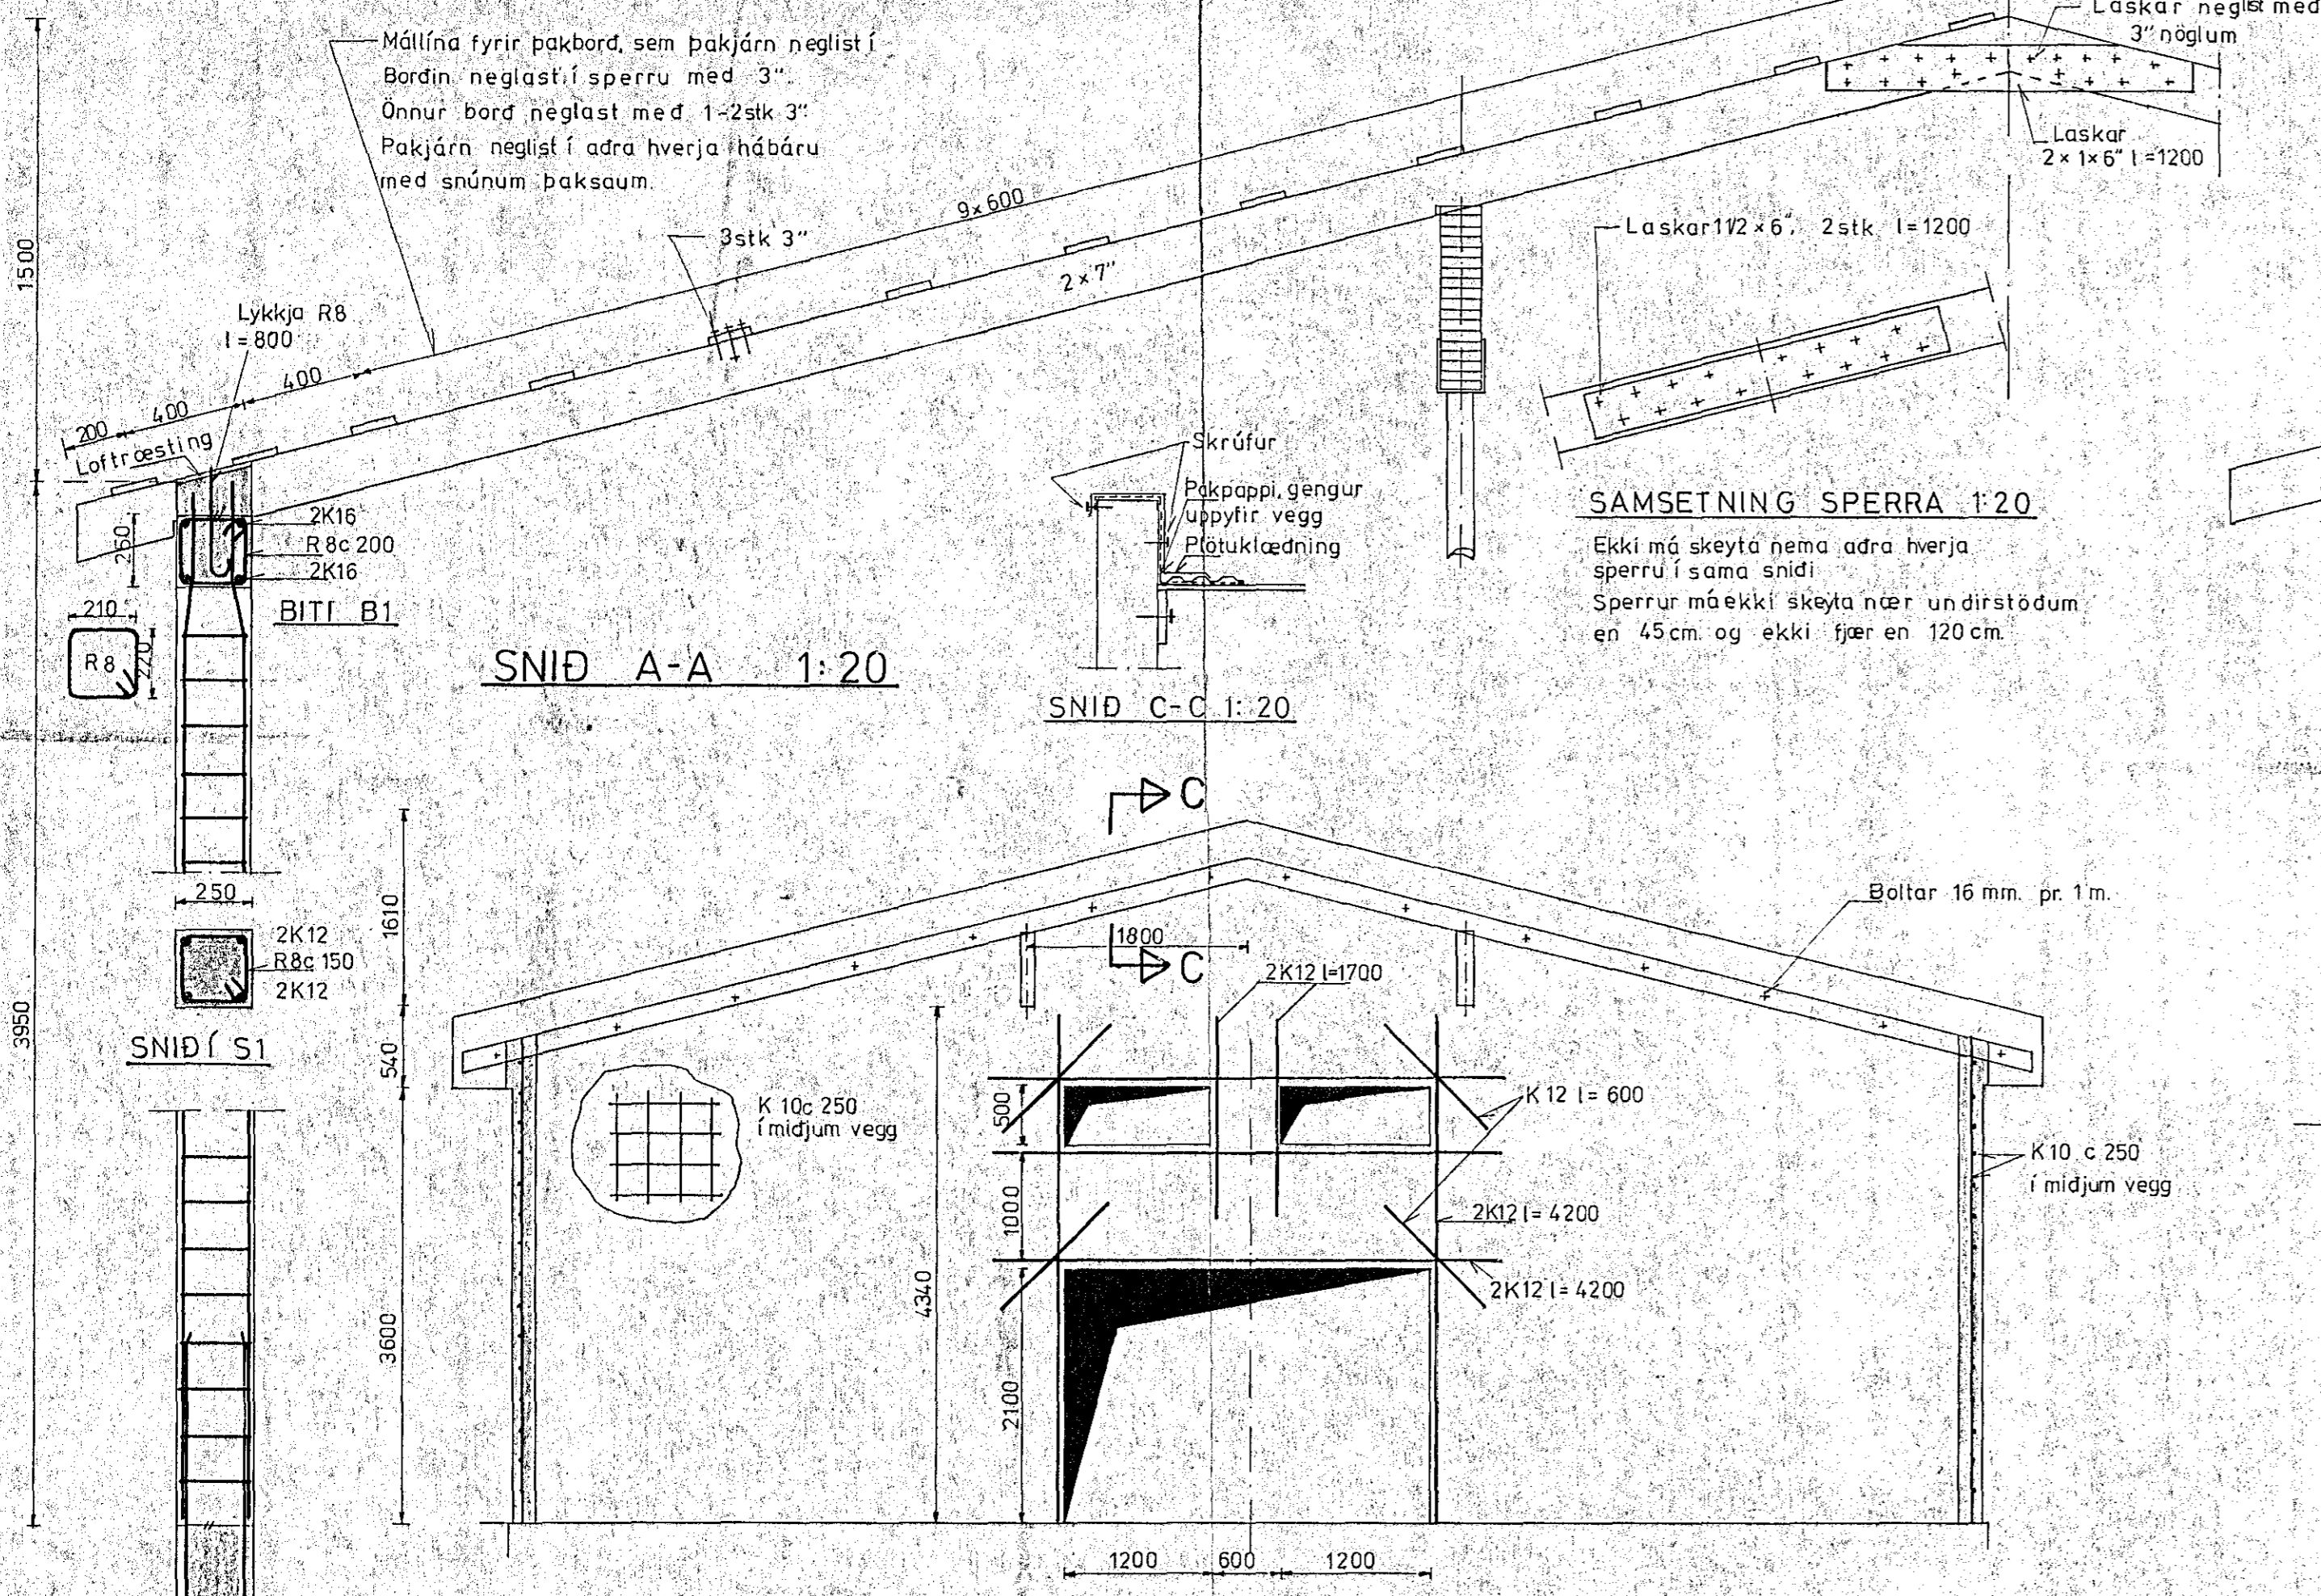 Mállína fyrir þakborð, sem þakjárn neglist í
Borðin neglast í sperru með 3".
Önnur borð neglast með 1-2stk 3"
Þakjárn neglist í aðra hverja hábáru
með snúnum þaksaum.
Laskar neglist með
3" nöglum
Laskar
2 × 1×6" l=1200
9×600
2×7"
3stk 3"
Laskar 1 1/2 × 6". 2stk l=1200
1500
Lykkja R8
l=800
400
400
200
Loftræsting
2K16
R8c 200
2K16
250
BITI B1
210
R8
220
SNIÐ A-A 1:20
Skrúfur
Þakpappi, gengur
uppyfir vegg
Plötuklæðning
SNIÐ C-C 1:20
SAMSETNING SPERRA 1:20
Ekki má skeyta nema aðra hverja
sperru í sama sniði
Sperrur má ekki skeyta nær undirstöðum
en 45 cm. og ekki fjær en 120 cm.
250
2K12
R8c 150
2K12
SNIÐ Í S1
3950
1610
540
3600
C
C
1800
2K12 l=1700
Boltar 16 mm. pr. 1 m.
K 10c 250
í miðjum vegg
500
1000
2100
4340
K 12 l=600
2K12 l=4200
2K12 l=4200
K10 c 250
í miðjum vegg
1200
600
1200